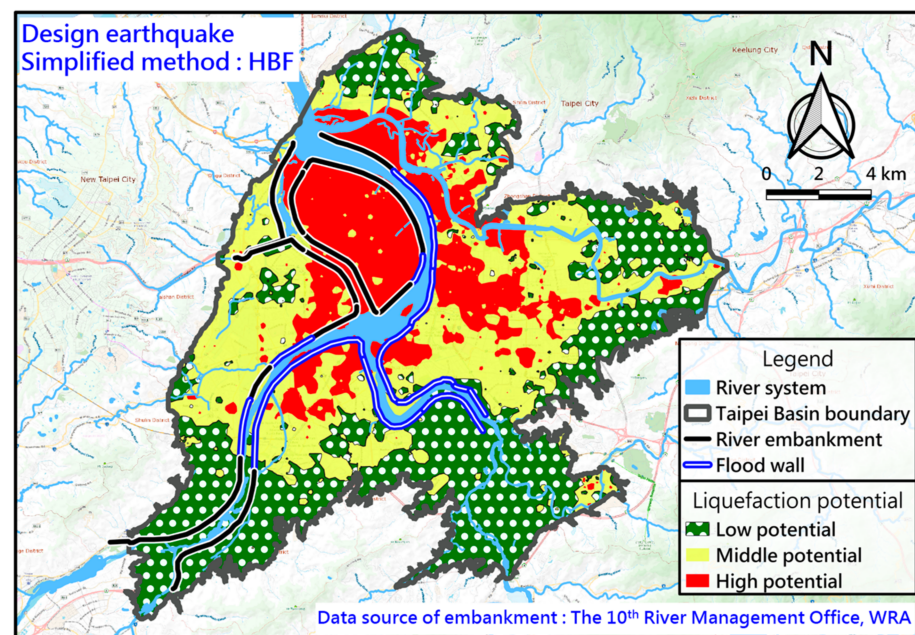 Design earthquake
Simplified method : HBF
Keelung City
Taipei City
N
New Taipei City
0 2 4 km
Legend
River system
Taipei Basin boundary
River embankment
Flood wall
Liquefaction potential
Low potential
Middle potential
High potential
Data source of embankment : The 10th River Management Office, WRA